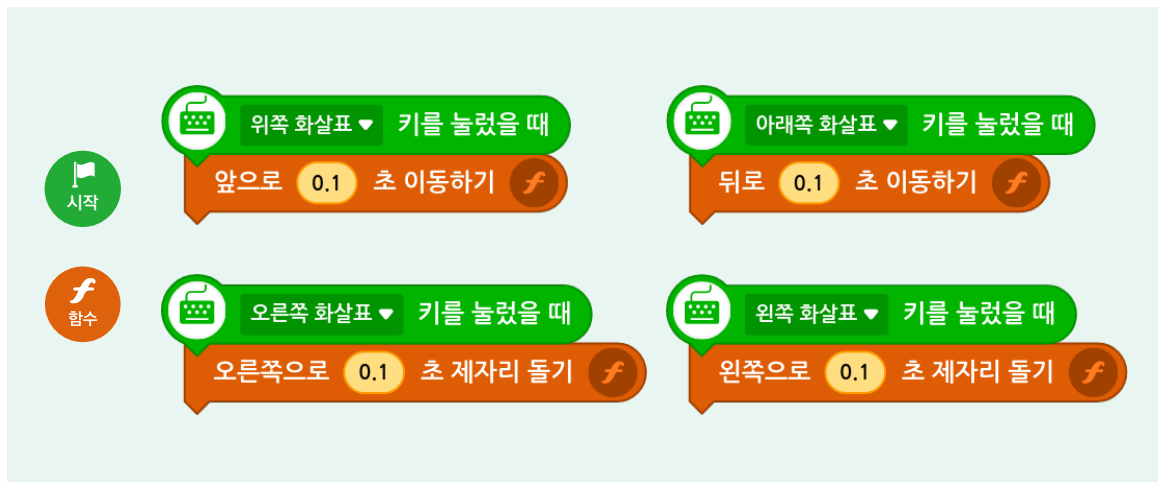 위쪽 화살표 키를 눌렀을 때
앞으로 0.1 초 이동하기 f
아래쪽 화살표 키를 눌렀을 때
뒤로 0.1 초 이동하기 f
시작
함수
오른쪽 화살표 키를 눌렀을 때
오른쪽으로 0.1 초 제자리 돌기 f
왼쪽 화살표 키를 눌렀을 때
왼쪽으로 0.1 초 제자리 돌기 f